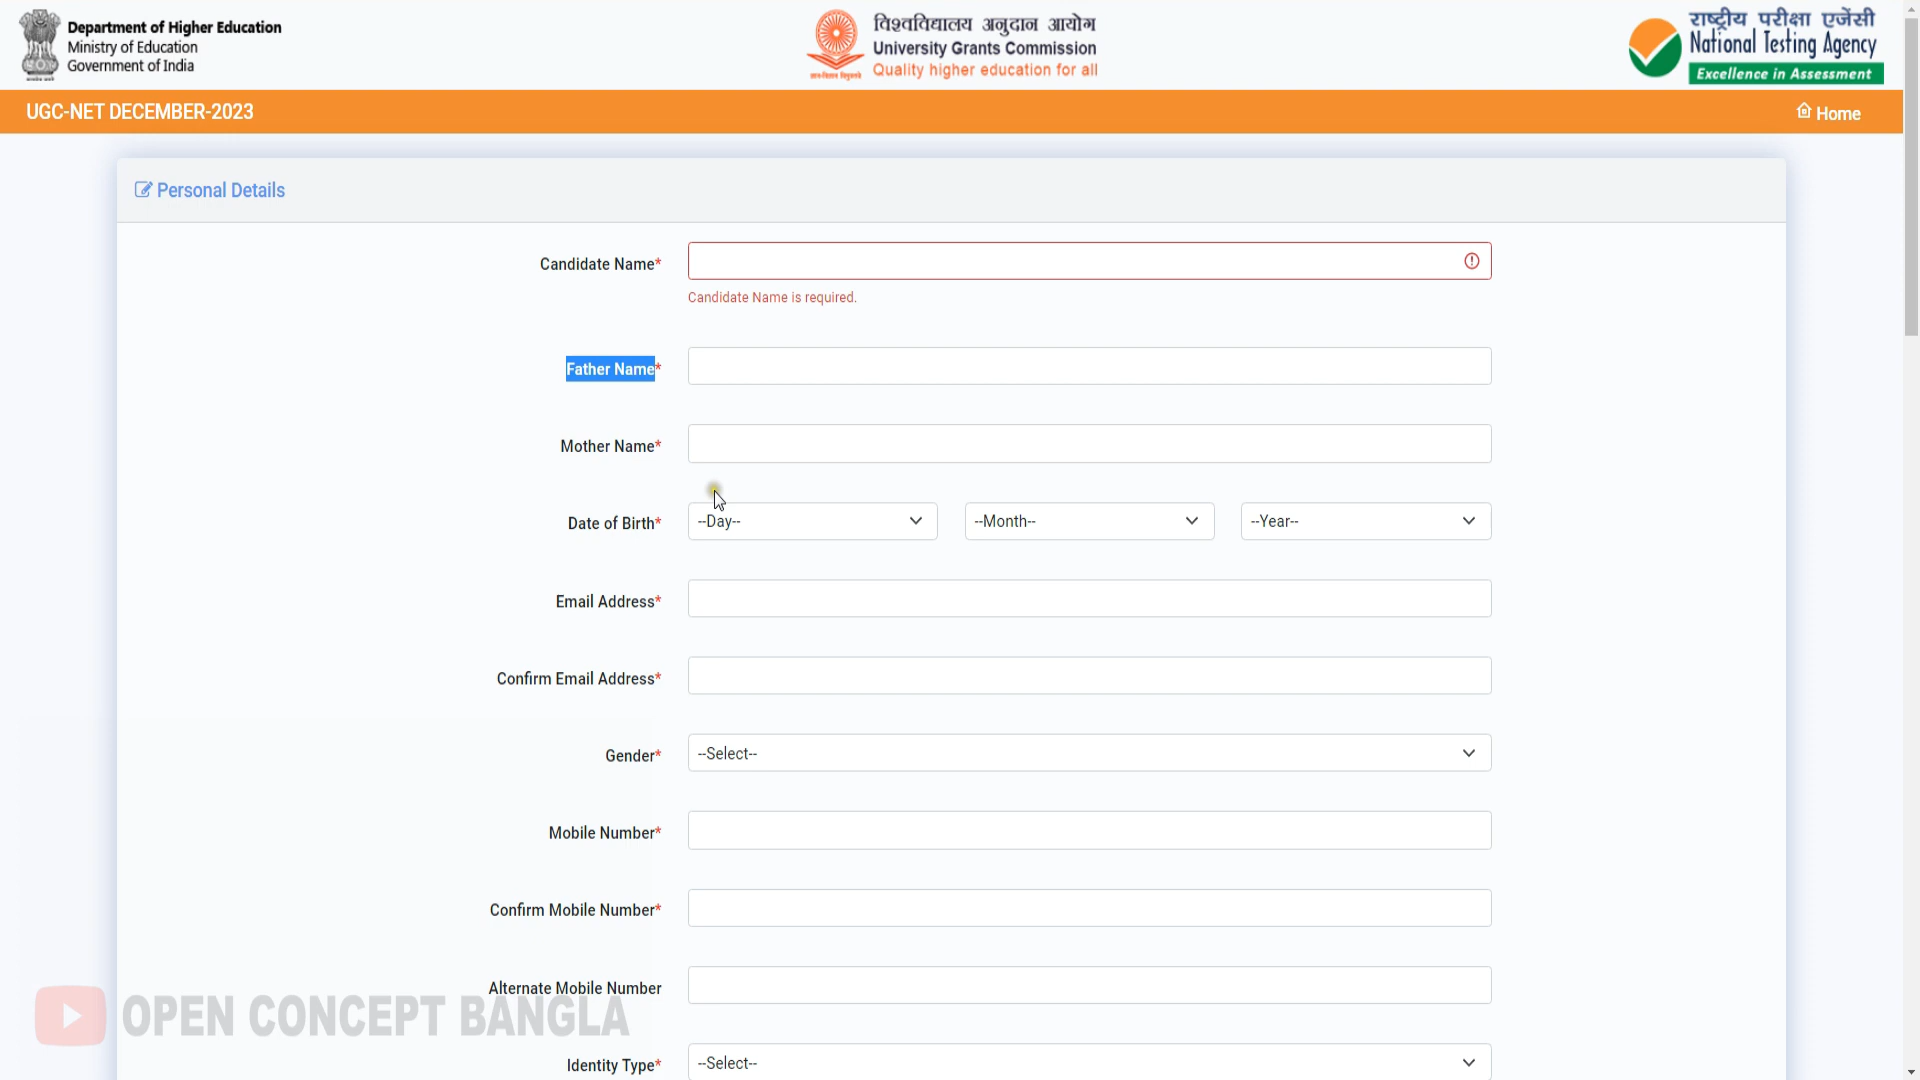 Department of Higher Education
Ministry of Education
Government of India
विश्वविद्यालय अनुदान आयोग
University Grants Commission
Quality higher education for all
राष्ट्रीय परीक्षा एजेंसी
National Testing Agency
Excellence in Assessment
UGC-NET DECEMBER-2023
Home
Personal Details
Candidate Name*
Candidate Name is required.
Father Name*
Mother Name*
Date of Birth* --Day-- --Month-- --Year--
Email Address*
Confirm Email Address*
Gender* --Select--
Mobile Number*
Confirm Mobile Number*
Alternate Mobile Number
OPEN CONCEPT BANGLA
Identity Type* --Select--